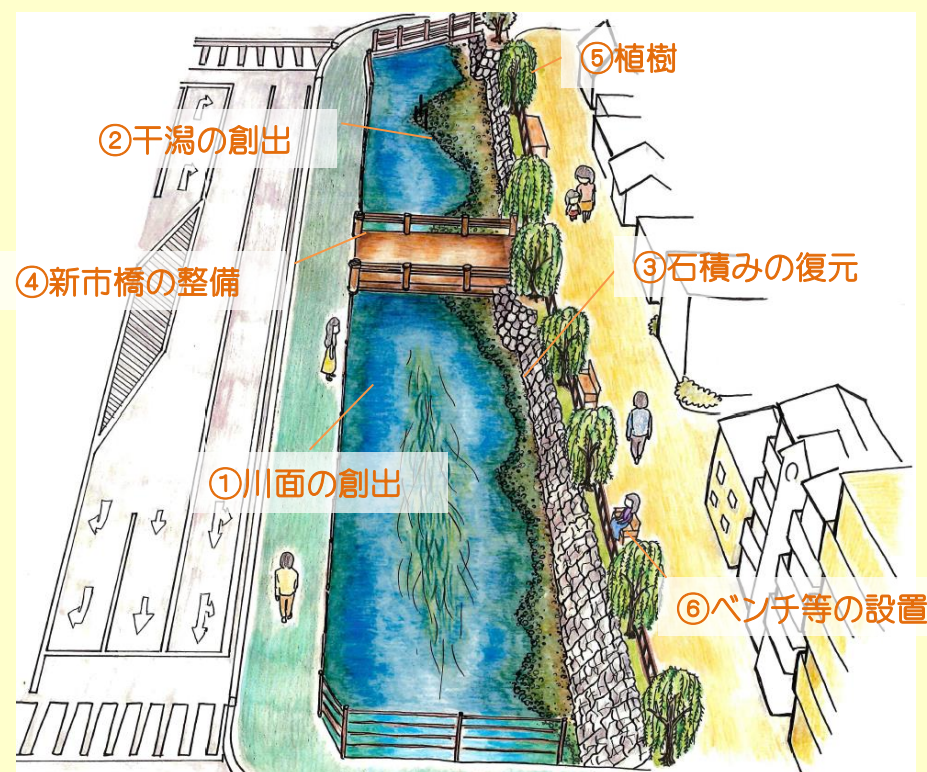 ⑤植樹
②干潟の創出
④新市橋の整備
③石積みの復元
①川面の創出
⑥ベンチ等の設置